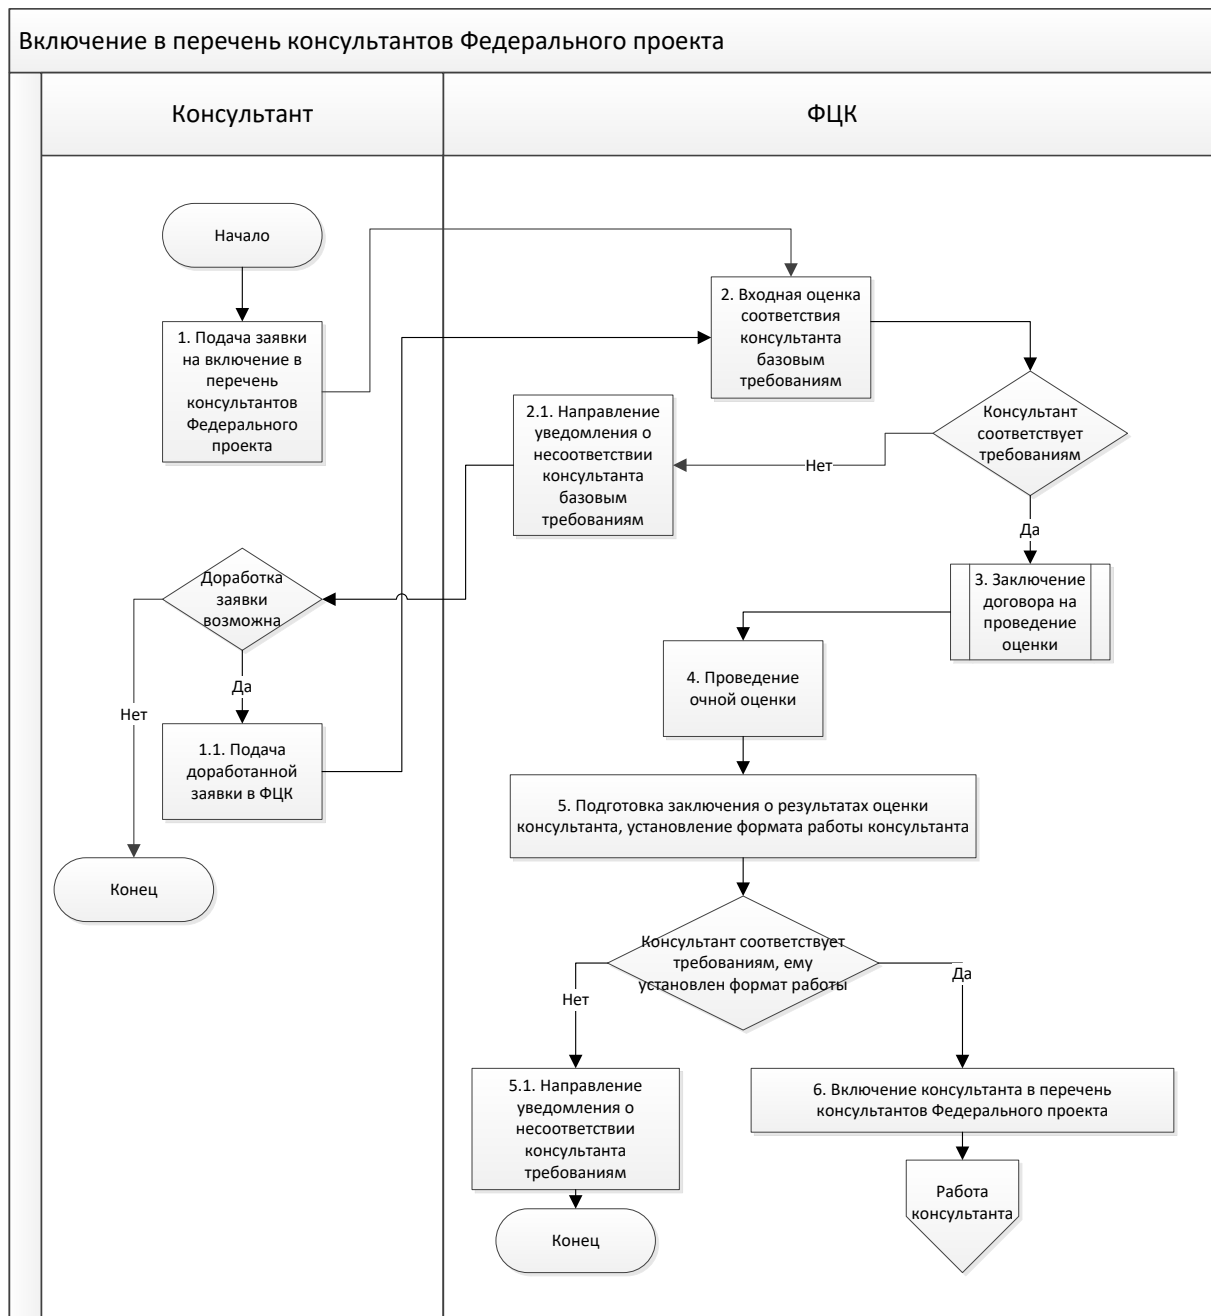 Включение в перечень консультантов Федерального проекта
Консультант
ФЦК
Начало
1. Подача заявки
на включение в
перечень
консультантов
Федерального
проекта
2. Входная оценка
соответствия
консультанта
базовым
требованиям
Консультант
соответствует
требованиям
Нет
2.1. Направление
уведомления о
несоответствии
консультанта
базовым
требованиям
Да
Доработка
заявки
возможна
Нет
Да
1.1. Подача
доработанной
заявки в ФЦК
Конец
3. Заключение
договора на
проведение
оценки
4. Проведение
очной оценки
5. Подготовка заключения о результатах оценки
консультанта, установление формата работы консультанта
Консультант соответствует
требованиям, ему
установлен формат работы
Нет
Да
5.1. Направление
уведомления о
несоответствии
консультанта
требованиям
Конец
6. Включение консультанта в перечень
консультантов Федерального проекта
Работа
консультанта